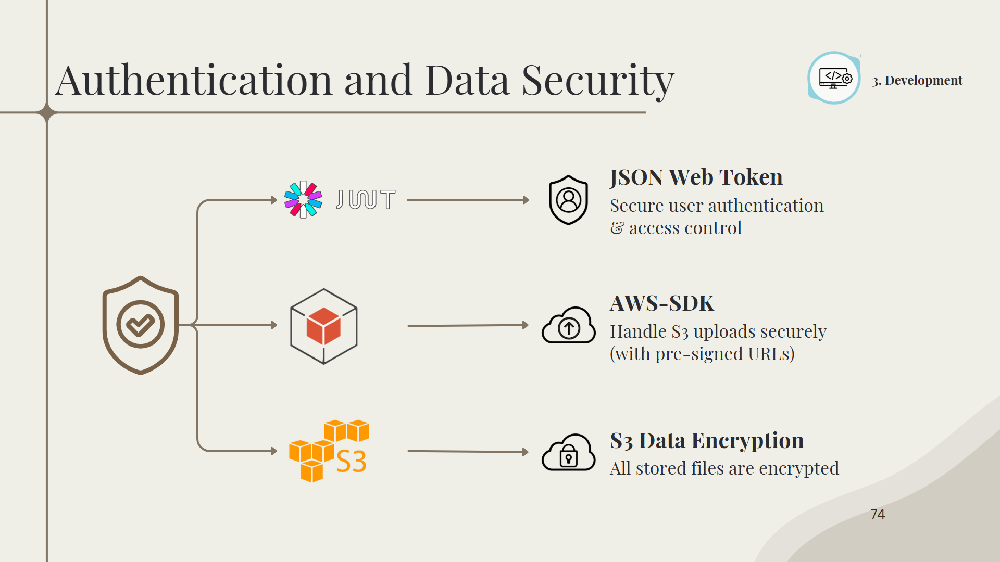 Authentication and Data Security
</>
3. Development
JWT
JSON Web Token
Secure user authentication
& access control
AWS-SDK
Handle S3 uploads securely
(with pre-signed URLs)
S3
S3 Data Encryption
All stored files are encrypted
74